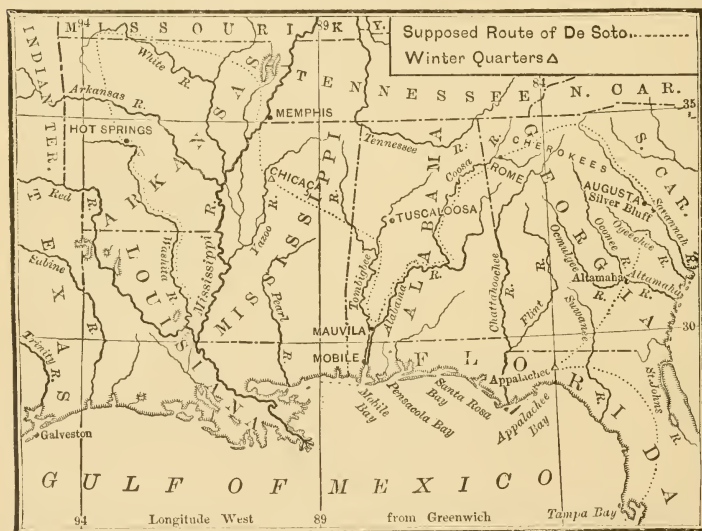 94
89
84
MISSOURI
KY.
Supposed Route of De Soto
Winter Quarters
INDIAN TER.
White R.
TENNESSEE
N. CAR.
Arkansas R.
35
MEMPHIS
HOT SPRINGS
Tennessee R.
CHEROKEES
S. CAR.
ARKANSAS
CHICACA
Coosa R.
ROME
AUGUSTA
Silver Bluff
Savannah R.
Red R.
TUSCALOOSA
Ogeechee
Oconee R.
Ocmulgee
GEORGIA
TEXAS
Sabine R.
Washita R.
Mississippi R.
Yazoo R.
MISSISSIPPI
Pearl R.
Tombigbee
ALABAMA
Alabama R.
Chattahoochee R.
Flint R.
Altamaha
Altamaha R.
Suwanee R.
LOUISIANA
MAUVILA
30
Trinity R.
MOBILE
FLORIDA
Appalachee
St. Johns R.
Mobile Bay
Pensacola Bay
Santa Rosa Bay
Appalachee Bay
Galveston
GULF OF MEXICO
Tampa Bay
94 Longitude West 89 from Greenwich